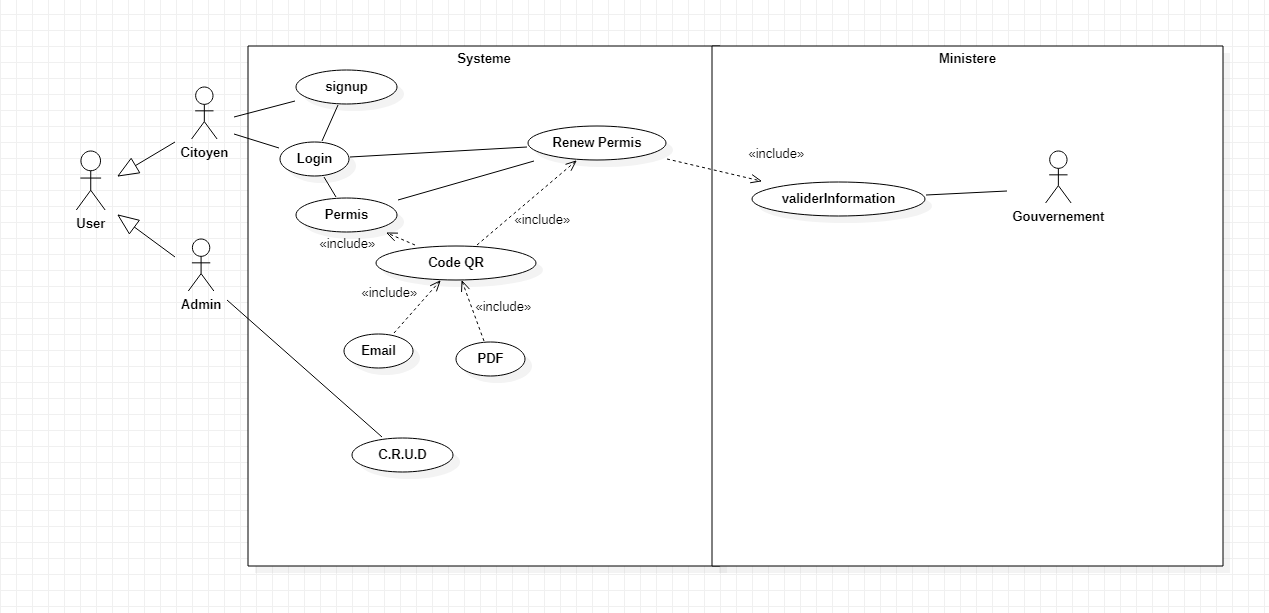 Systeme
Ministere
signup
Citoyen
Login
Renew Permis
«include»
validerInformation
Gouvernement
User
Permis
«include»
«include»
Code QR
Admin
«include»
«include»
Email
PDF
C.R.U.D